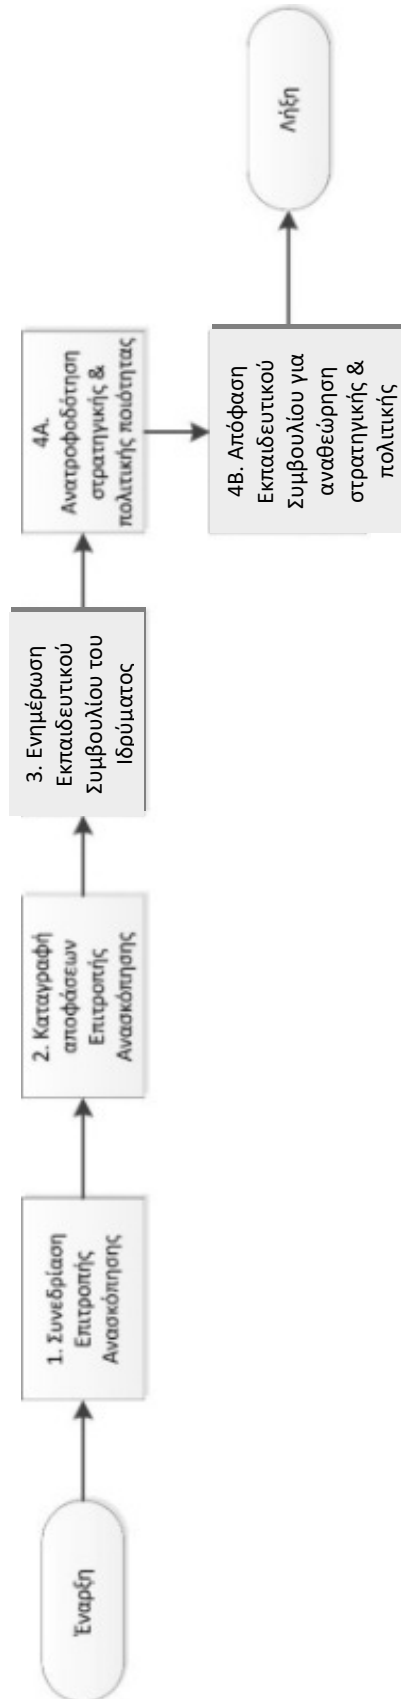 Έναρξη
1. Συνεδρίαση
Επιτροπής
Ανασκόπησης
2. Καταγραφή
αποφάσεων
Επιτροπής
Ανασκόπησης
3. Ενημέρωση
Εκπαιδευτικού
Συμβουλίου του
Ιδρύματος
4Α.
Ανατροφοδότηση
στρατηγικής &
πολιτικής ποιότητας
4Β. Απόφαση
Εκπαιδευτικού
Συμβουλίου για
αναθεώρηση
στρατηγικής &
πολιτικής
Λήξη